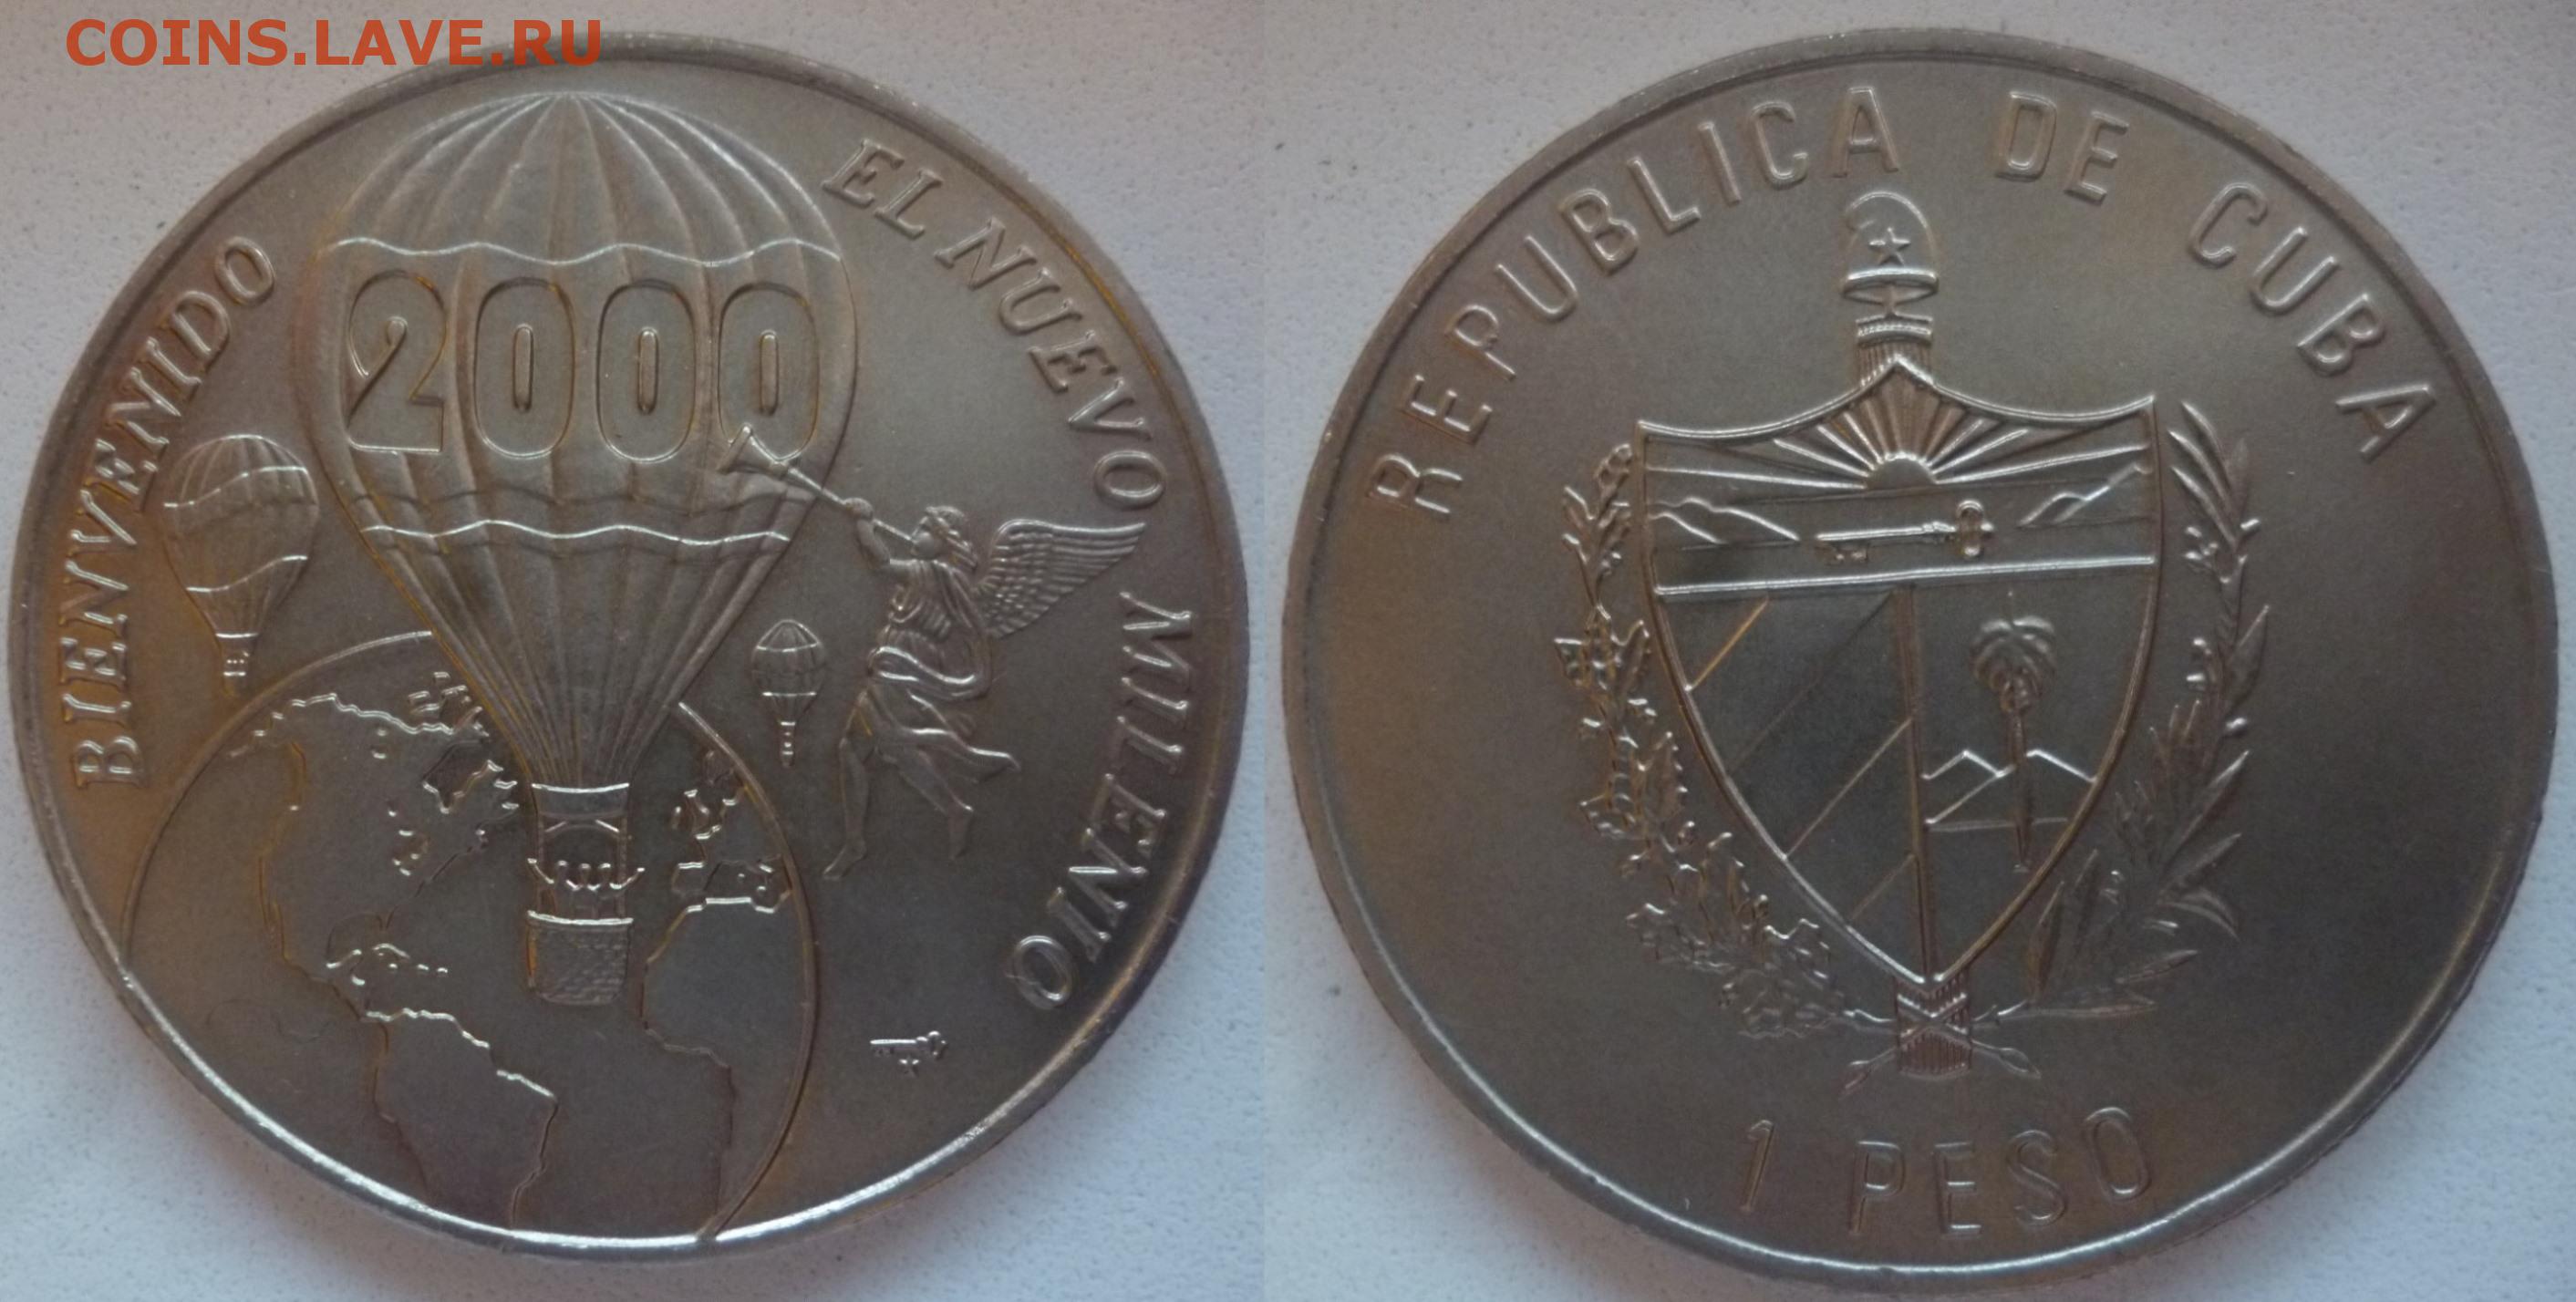 COINS.LAVE.RU
BIENVENIDO EL NUEVO MILENIO
2000
REPUBLICA DE CUBA
1 PESO